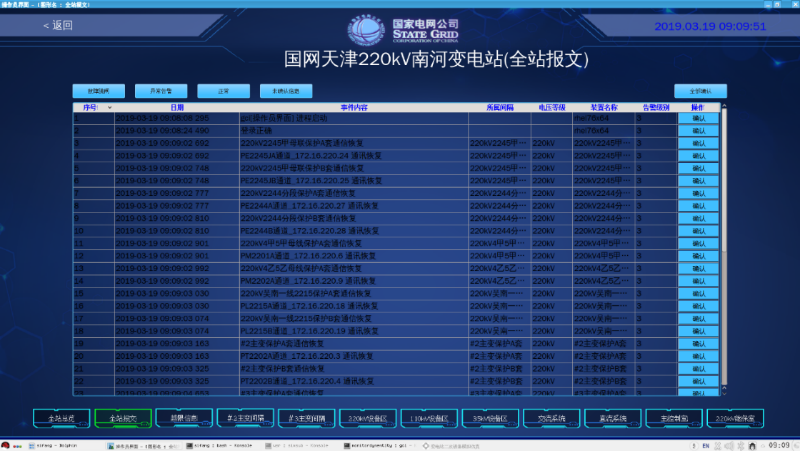 操作员界面 - (图形名 : 全站报文)
< 返回
国家电网公司
STATE GRID
CORPORATION OF CHINA
2019.03.19 09:09:51
国网天津220kV南河变电站(全站报文)
异常告警 正常 未确认信息 全部确认
序号 日期 事件内容 所属间隔 电压等级 装置名称 告警级别 操作
1 2019-03-19 09:08:08 295 gsl(操作员界面) 进程启动 rhel76x64 确认
2 2019-03-19 09:08:24 490 登录正确 rhel76x64 确认
3 2019-03-19 09:09:02 692 220kV2245甲母联保护A套通信恢复 220kV2245甲··· 220kV 220kV2245甲··· 3 确认
4 2019-03-19 09:09:02 692 PE2245JA通道_172.16.220.24 通讯恢复 220kV2245甲··· 220kV 220kV2245甲··· 3 确认
5 2019-03-19 09:09:02 748 220kV2245甲母联保护B套通信恢复 220kV2245甲··· 220kV 220kV2245甲··· 3 确认
6 2019-03-19 09:09:02 748 PE2245JB通道_172.16.220.25 通讯恢复 220kV2245甲··· 220kV 220kV2245甲··· 3 确认
7 2019-03-19 09:09:02 777 220kV2244分段保护A套通信恢复 220kV2244分··· 220kV 220kV2244分··· 3 确认
8 2019-03-19 09:09:02 777 FE2244A通道_172.16.220.27 通讯恢复 220kV2244分··· 220kV 220kV2244分··· 3 确认
9 2019-03-19 09:09:02 810 220kV2244分段保护B套通信恢复 220kV2244分··· 220kV 220kV2244分··· 3 确认
10 2019-03-19 09:09:02 810 FE2244B通道_172.16.220.28 通讯恢复 220kV2244分··· 220kV 220kV2244分··· 3 确认
11 2019-03-19 09:09:02 901 220kV4甲5甲母线保护A套通信恢复 220kV4甲5甲··· 220kV 220kV4甲5甲··· 3 确认
12 2019-03-19 09:09:02 901 PM2201A通道_172.16.220.6 通讯恢复 220kV4甲5甲··· 220kV 220kV4甲5甲··· 3 确认
13 2019-03-19 09:09:02 992 220kV4乙5乙母线保护A套通信恢复 220kV4乙5乙··· 220kV 220kV4乙5乙··· 3 确认
14 2019-03-19 09:09:02 992 PM2202A通道_172.16.220.9 通讯恢复 220kV4乙5乙··· 220kV 220kV4乙5乙··· 3 确认
15 2019-03-19 09:09:03 030 220kV吴南一线2215保护A套通信恢复 220kV吴南一··· 220kV 220kV吴南一··· 3 确认
16 2019-03-19 09:09:03 030 PL2215A通道_172.16.220.18 通讯恢复 220kV吴南一··· 220kV 220kV吴南一··· 3 确认
17 2019-03-19 09:09:03 074 220kV吴南一线2215保护B套通信恢复 220kV吴南一··· 220kV 220kV吴南一··· 3 确认
18 2019-03-19 09:09:03 074 PL2215B通道_172.16.220.19 通讯恢复 220kV吴南一··· 220kV 220kV吴南一··· 3 确认
19 2019-03-19 09:09:03 163 #2主变保护A套通信恢复 #2主变保护A套 220kV #2主变保护A套 3 确认
20 2019-03-19 09:09:03 163 PT2202A通道_172.16.220.3 通讯恢复 #2主变保护A套 220kV #2主变保护A套 3 确认
21 2019-03-19 09:09:03 325 #2主变保护B套通信恢复 #2主变保护B套 220kV #2主变保护B套 3 确认
22 2019-03-19 09:09:03 325 PT2202B通道_172.16.220.4 通讯恢复 #2主变保护B套 220kV #2主变保护B套 3 确认
全站总览 全站报文 #2主变间隔 #3主变间隔 220kV设备区 110kV设备区 35kV设备区 交流系统 直流系统 主控制室 220kV继保室
EN 09:09